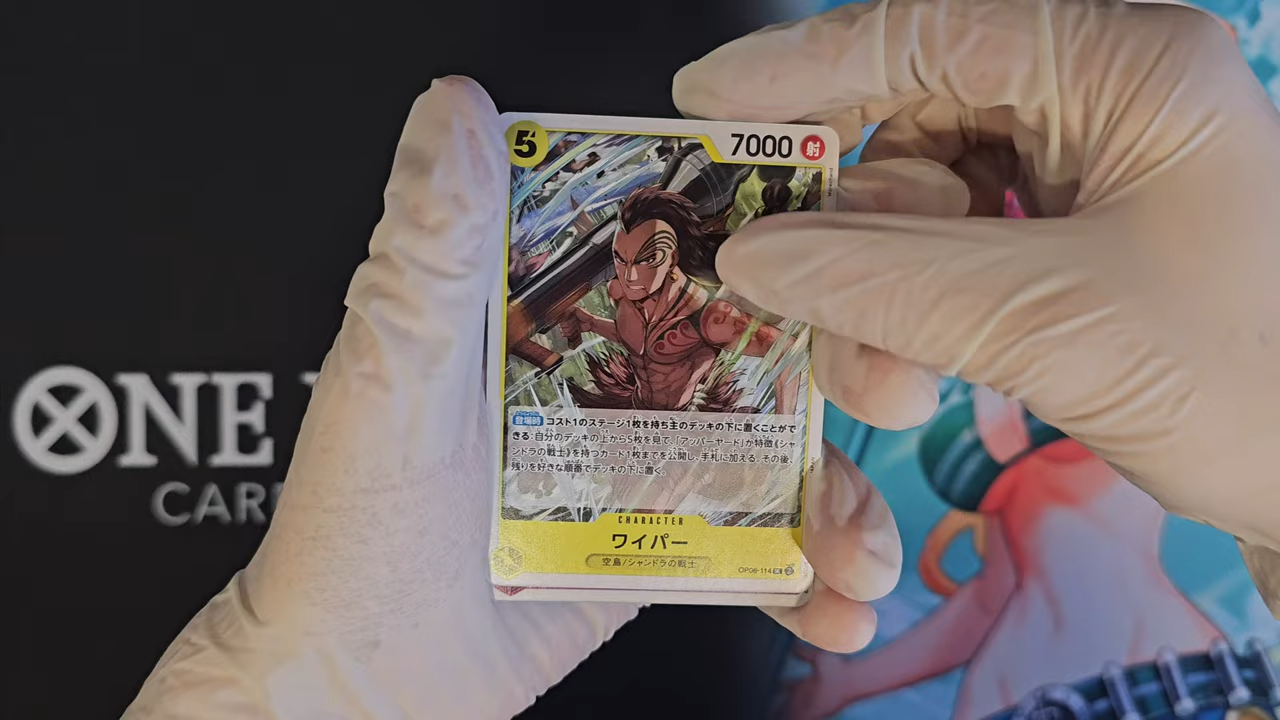 ONE
CAR
5
7000 射
登場時 コスト1のステージ1枚を持ち主のデッキの下に置くことがで
きる:自分のデッキの上から5枚を見て、「アッパーヤード」か特徴《シャ
ンドラの戦士》を持つカード1枚までを公開し、手札に加える。その後、
残りを好きな順番でデッキの下に置く。
CHARACTER
ワイパー
空島/シャンドラの戦士
OP06-114 UC